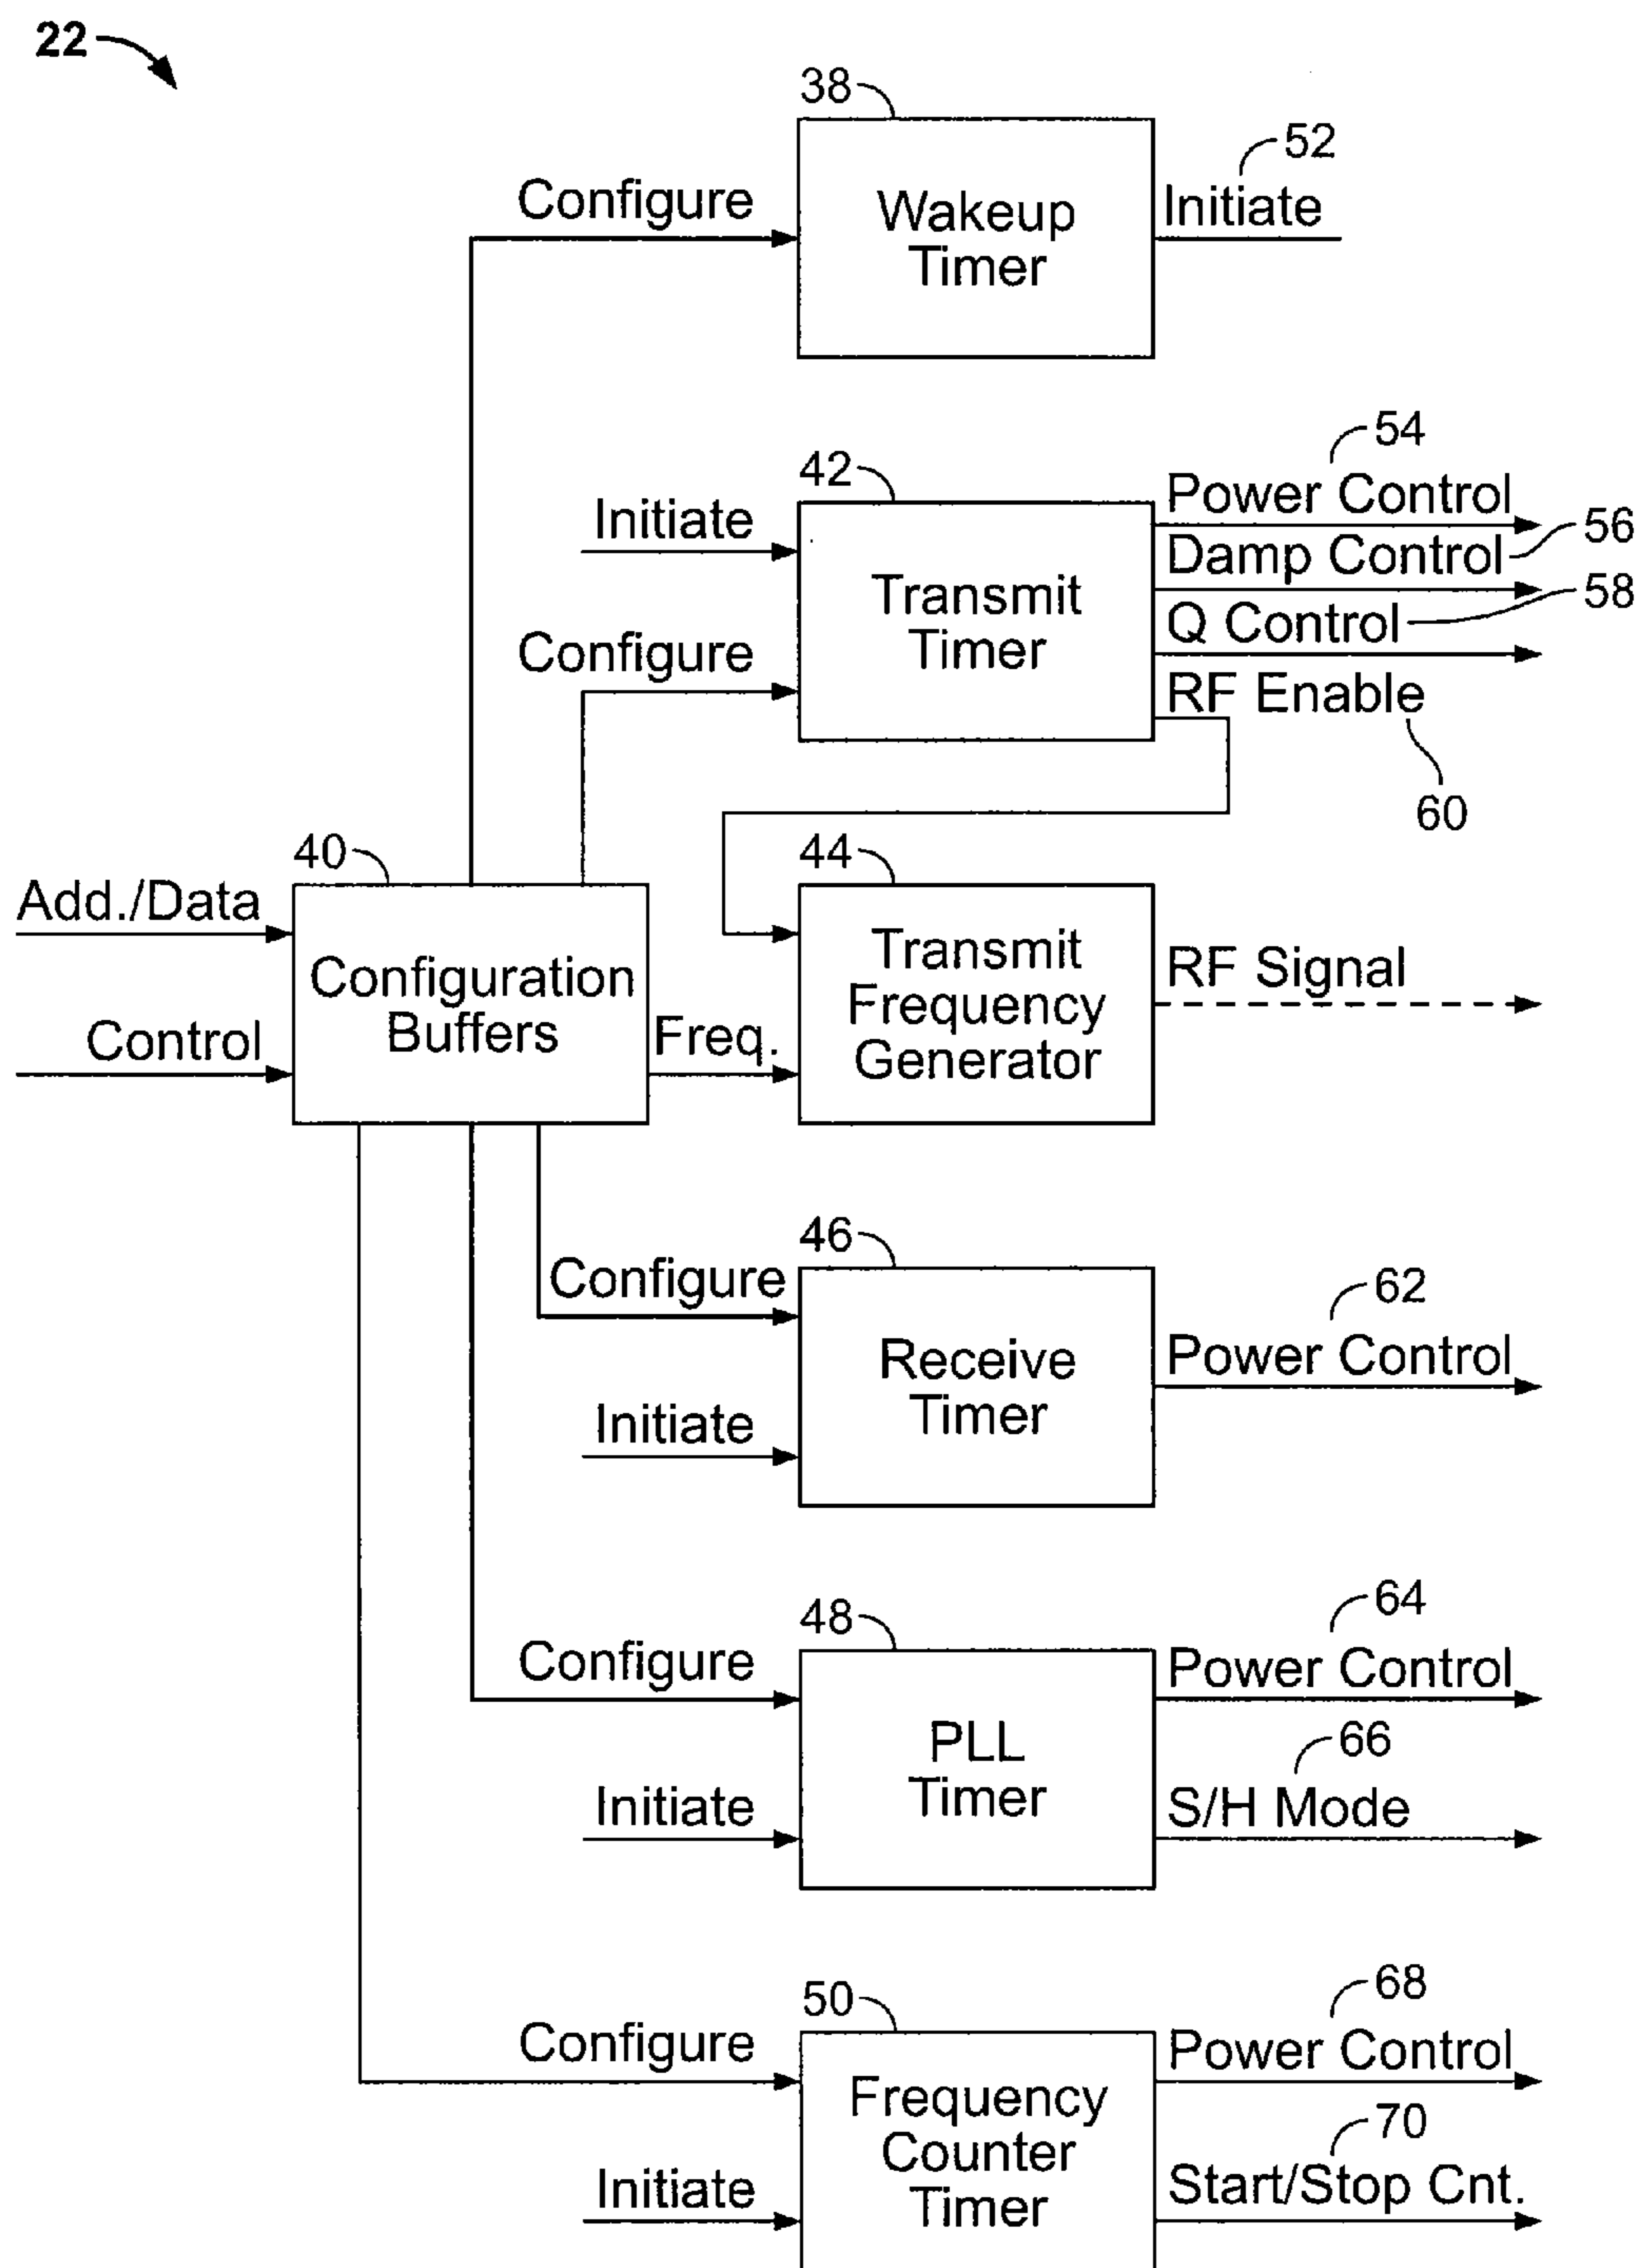 22
38
52
Configure
Wakeup
Timer
Initiate
54
42
Power Control
Initiate
56
Damp Control
Transmit
Timer
58
Q Control
Configure
RF Enable
60
40
44
Add./Data
Configuration
Buffers
Transmit
Frequency
Generator
RF Signal
Control
Freq.
46
Configure
62
Receive
Timer
Power Control
Initiate
64
48
Configure
Power Control
PLL
Timer
66
Initiate
S/H Mode
68
50
Configure
Power Control
Frequency
Counter
Timer
70
Initiate
Start/Stop Cnt.